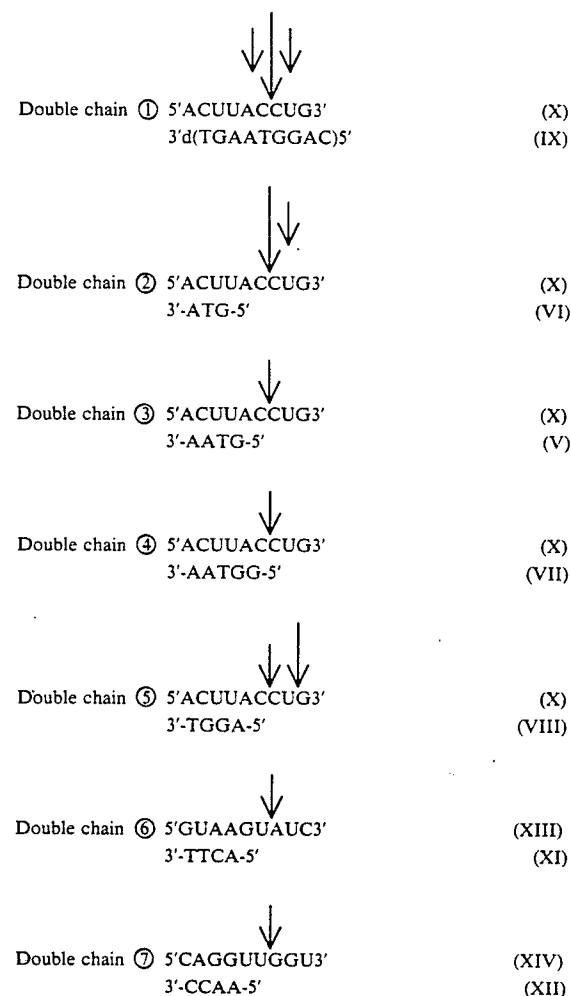 Double chain ① 5'ACUUACCUG3' (X)
3'd(TGAATGGAC)5' (IX)
Double chain ② 5'ACUUACCUG3' (X)
3'-ATG-5' (VI)
Double chain ③ 5'ACUUACCUG3' (X)
3'-AATG-5' (V)
Double chain ④ 5'ACUUACCUG3' (X)
3'-AATGG-5' (VII)
Double chain ⑤ 5'ACUUACCUG3' (X)
3'-TGGA-5' (VIII)
Double chain ⑥ 5'GUAAGUAUC3' (XIII)
3'-TTCA-5' (XI)
Double chain ⑦ 5'CAGGUUGGU3' (XIV)
3'-CCAA-5' (XII)